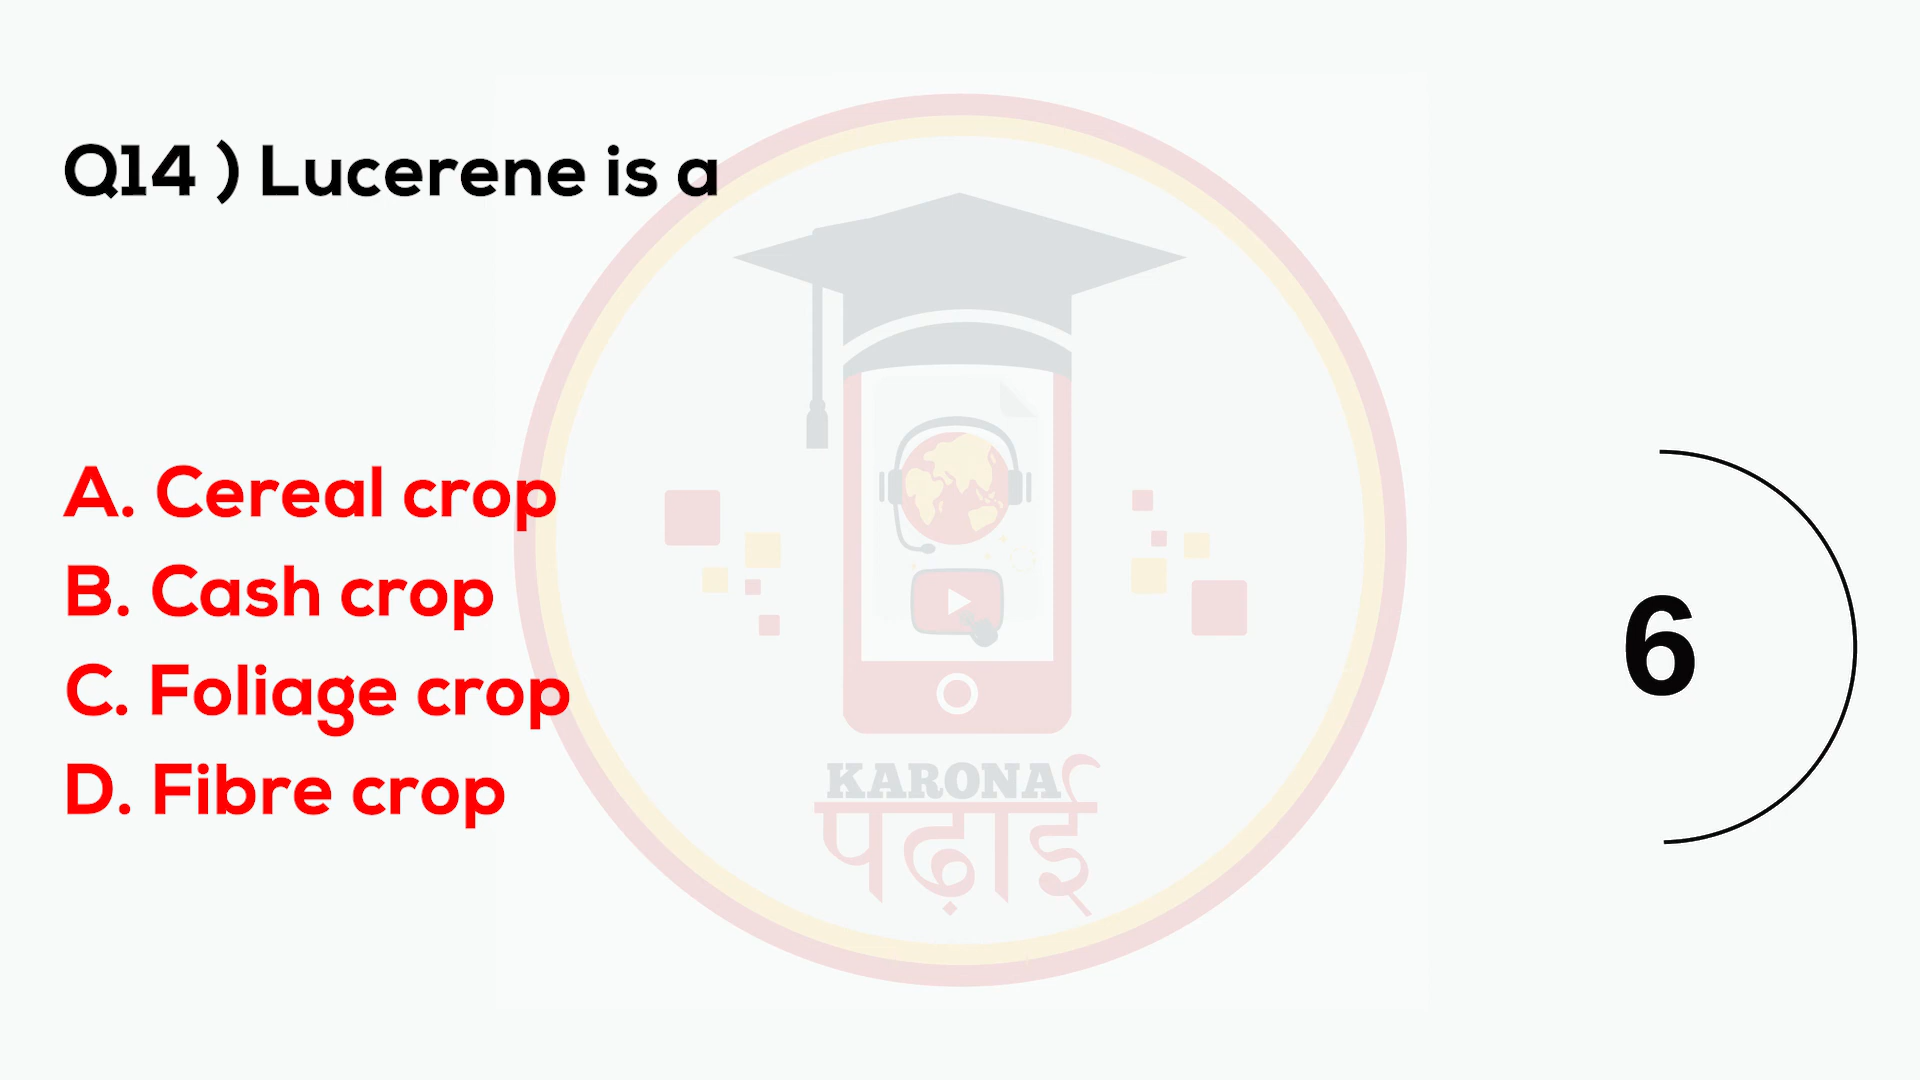 Q14 ) Lucerene is a
A. Cereal crop
B. Cash crop
C. Foliage crop
D. Fibre crop
6
KARONA
पढ़ाई